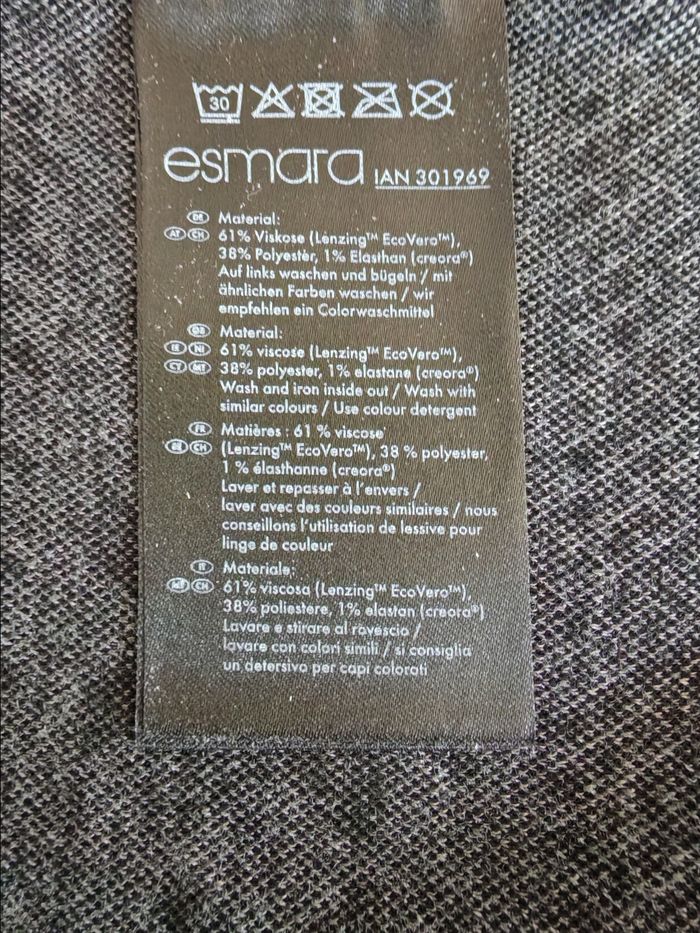 30
esmara IAN 301969
DE Material:
AT CH 61% Viskose (Lenzing™ EcoVero™),
38% Polyester, 1% Elasthan (creora®)
Auf links waschen und bügeln / mit
ähnlichen Farben waschen / wir
empfehlen ein Colorwaschmittel
GB Material:
IE NI 61% viscose (Lenzing™ EcoVero™),
CY MT 38% polyester, 1% elastane (creora®)
Wash and iron inside out / Wash with
similar colours / Use colour detergent
FR Matières : 61 % viscose
BE CH (Lenzing™ EcoVero™), 38 % polyester,
1 % élasthanne (creora®)
Laver et repasser à l'envers /
laver avec des couleurs similaires / nous
conseillons l'utilisation de lessive pour
linge de couleur
IT Materiale:
MT CH 61% viscosa (Lenzing™ EcoVero™),
38% poliestere, 1% elastan (creora®)
Lavare e stirare al rovescio /
lavare con colori simili / si consiglia
un detersivo per capi colorati